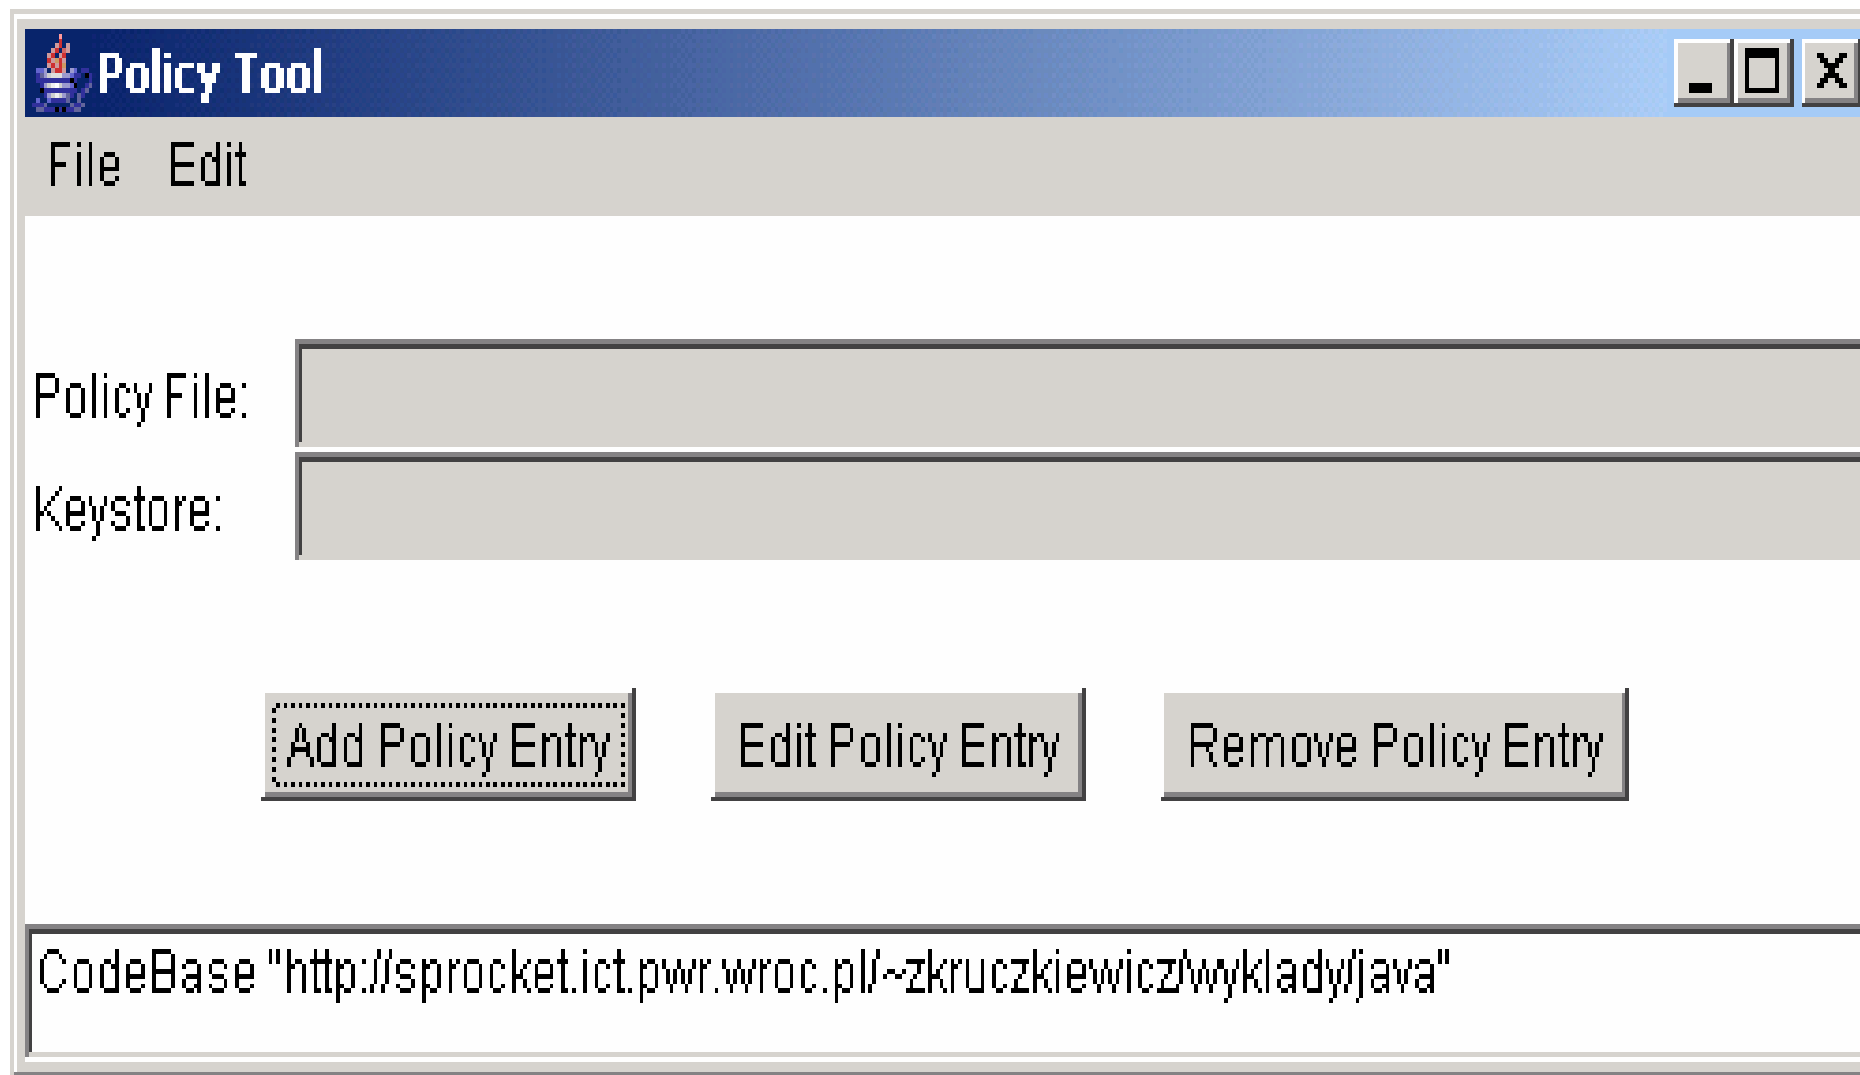 Policy Tool
File Edit
Policy File:
Keystore:
Add Policy Entry Edit Policy Entry Remove Policy Entry
CodeBase "http://sprocket.ict.pwr.wroc.pl/~zkruczkiewicz/wyklady/java"